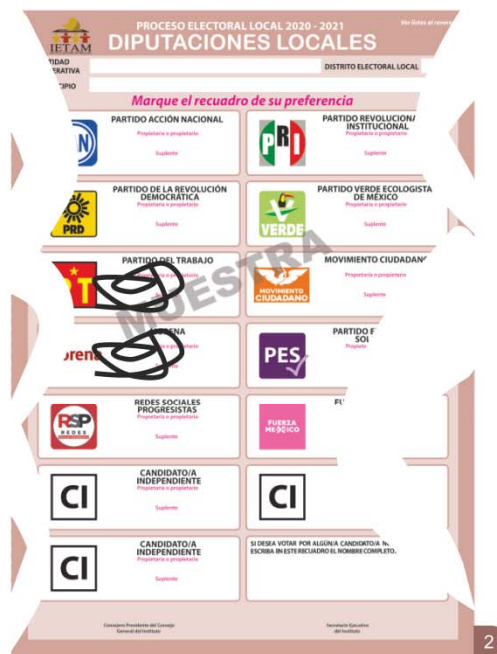 PROCESO ELECTORAL LOCAL 2020 - 2021
DIPUTACIONES LOCALES
IETAM
DISTRITO ELECTORAL LOCAL
Marque el recuadro de su preferencia
PARTIDO ACCIÓN NACIONAL
Propietaria o propietario
Suplente
PARTIDO
INSTITUCIONAL
Propietaria o propietario
Suplente
PRI
PARTIDO DE LA REVOLUCIÓN
DEMOCRÁTICA
Propietaria o propietario
Suplente
PRD
PARTIDO VERDE ECOLOGISTA
DE MÉXICO
Propietaria o propietario
Suplente
VERDE
PARTIDO DEL TRABAJO
T
MOVIMIENTO
Propietaria o propietario
Suplente
MOVIMIENTO
CIUDADANO
MUESTRA
PARTIDO
PES
REDES SOCIALES
PROGRESISTAS
Propietaria o propietario
Suplente
RSP
REDES
FUERZA
MÉXICO
CANDIDATO/A
INDEPENDIENTE
Propietaria o propietario
Suplente
CI
CI
CANDIDATO/A
INDEPENDIENTE
Propietaria o propietario
Suplente
CI
SI DESEA VOTAR POR ALGÚN/A CANDIDATO/A
ESCRIBA EN ESTE RECUADRO EL NOMBRE COMPLETO.
Consejero Presidente del Consejo
General del Instituto
Secretario Ejecutivo
del Instituto
2